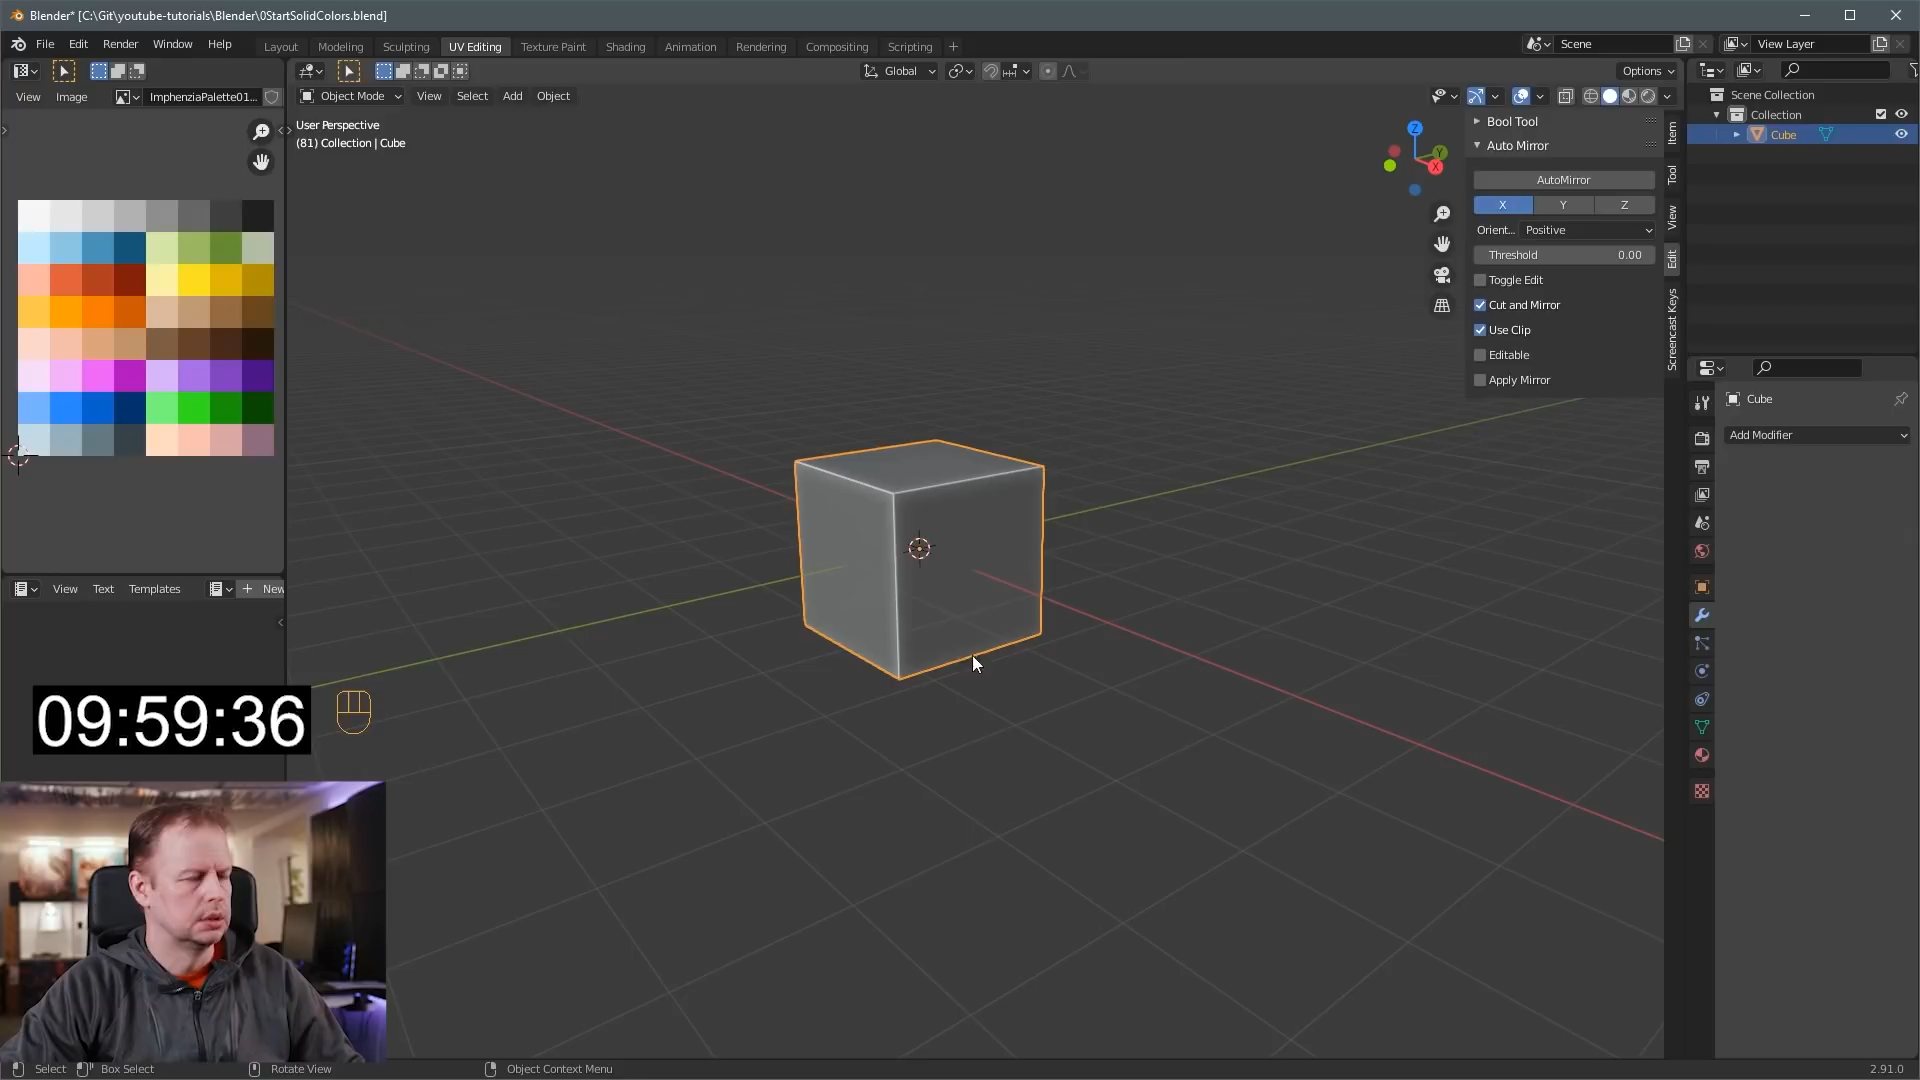 Blender* [C:\Git\youtube-tutorials\Blender\0StartSolidColors.blend]
File Edit Render Window Help
Layout Modeling Sculpting UV Editing Texture Paint Shading Animation Rendering Compositing Scripting +
Scene
View Layer
Global
Options
View Image
ImphenziaPalette01...
Object Mode View Select Add Object
User Perspective
(81) Collection | Cube
Z
Y
X
Bool Tool
Auto Mirror
AutoMirror
X Y Z
Orient... Positive
Threshold 0.00
Toggle Edit
Cut and Mirror
Use Clip
Editable
Apply Mirror
Item
Tool
View
Edit
Screencast Keys
Scene Collection
Collection
Cube
Cube
Add Modifier
View Text Templates
+ New
09:59:36
Select Box Select Rotate View Object Context Menu
2.91.0